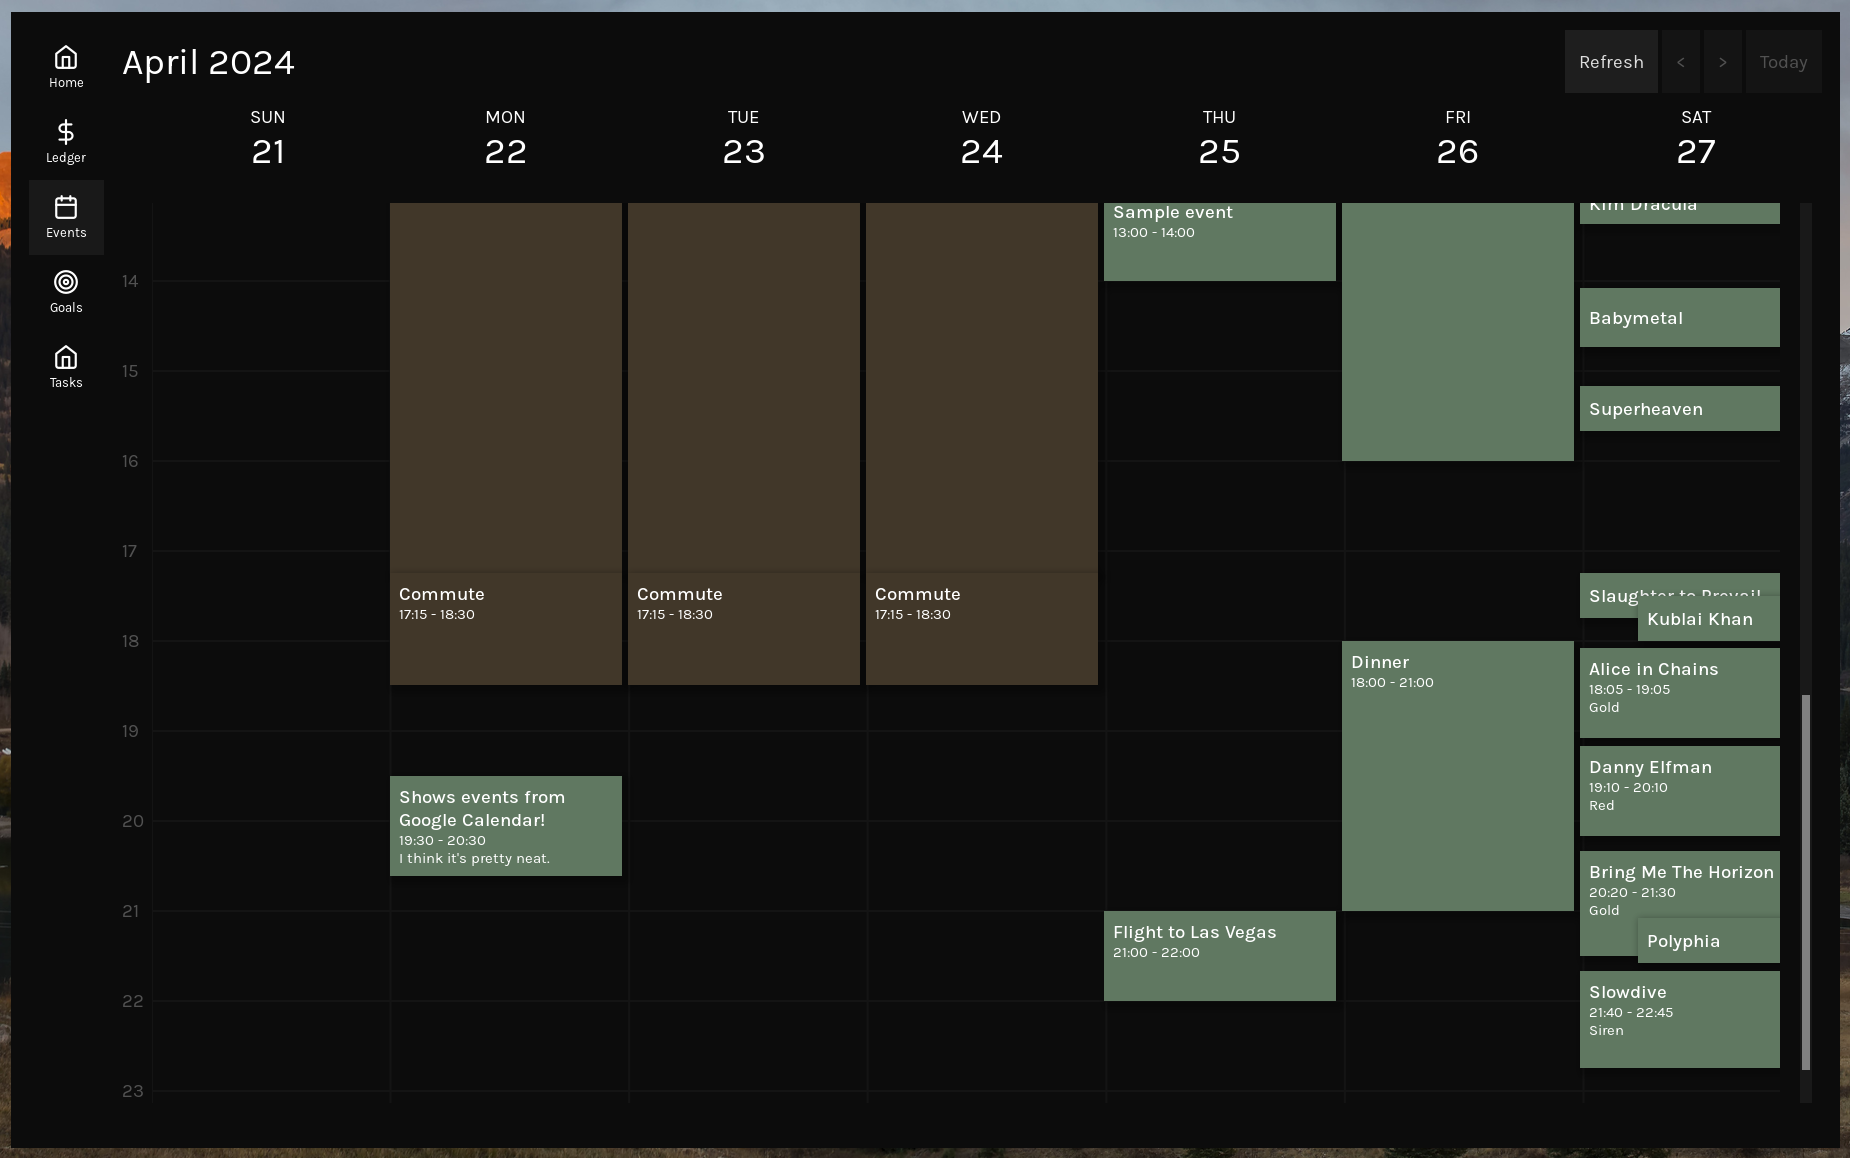 Home
Ledger
Events
Goals
Tasks
April 2024
Refresh
<
>
Today
SUN
21
MON
22
TUE
23
WED
24
THU
25
FRI
26
SAT
27
14
15
16
17
18
19
20
21
22
23
Commute
17:15 - 18:30
Shows events from
Google Calendar!
19:30 - 20:30
I think it's pretty neat.
Commute
17:15 - 18:30
Commute
17:15 - 18:30
Sample event
13:00 - 14:00
Flight to Las Vegas
21:00 - 22:00
Dinner
18:00 - 21:00
Kim Dracula
Babymetal
Superheaven
Slaughter to Prevail
Kublai Khan
Alice in Chains
18:05 - 19:05
Gold
Danny Elfman
19:10 - 20:10
Red
Bring Me The Horizon
20:20 - 21:30
Gold
Polyphia
Slowdive
21:40 - 22:45
Siren